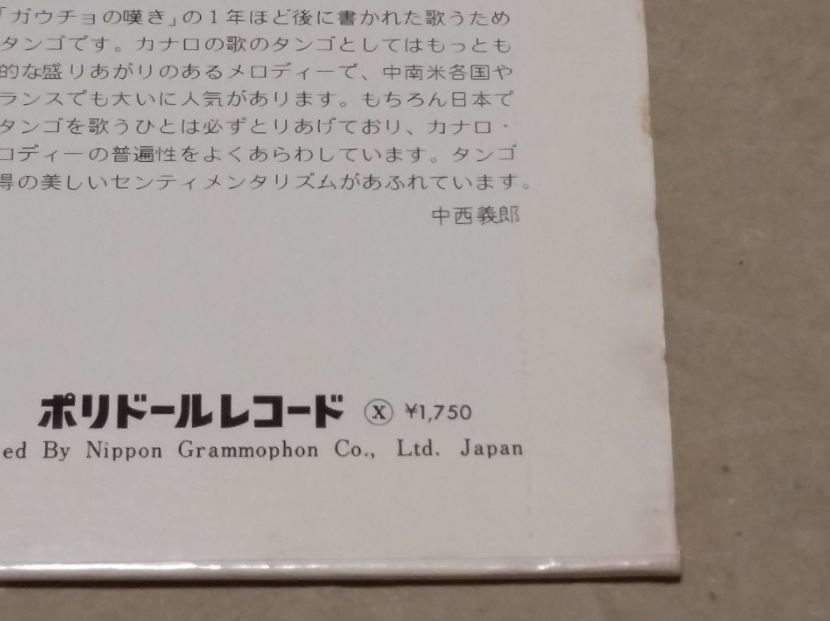 「ガウチョの嘆き」の1年ほど後に書かれた歌うため
タンゴです。カナロの歌のタンゴとしてはもっとも
的な盛りあがりのあるメロディーで、中南米各国や
ランスでも大いに人気があります。もちろん日本で
タンゴを歌うひとは必ずとりあげており、カナロ・
ロディーの普遍性をよくあらわしています。タンゴ
得の美しいセンティメンタリズムがあふれています。
中西義郎
ポリドールレコード Ⓧ ¥1,750
ed By Nippon Grammophon Co., Ltd. Japan